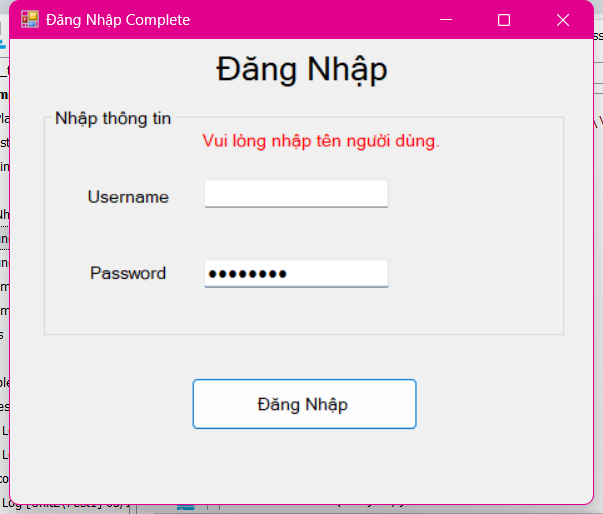 Đăng Nhập Complete
Đăng Nhập
Nhập thông tin
Vui lòng nhập tên người dùng.
Username
Password
Đăng Nhập